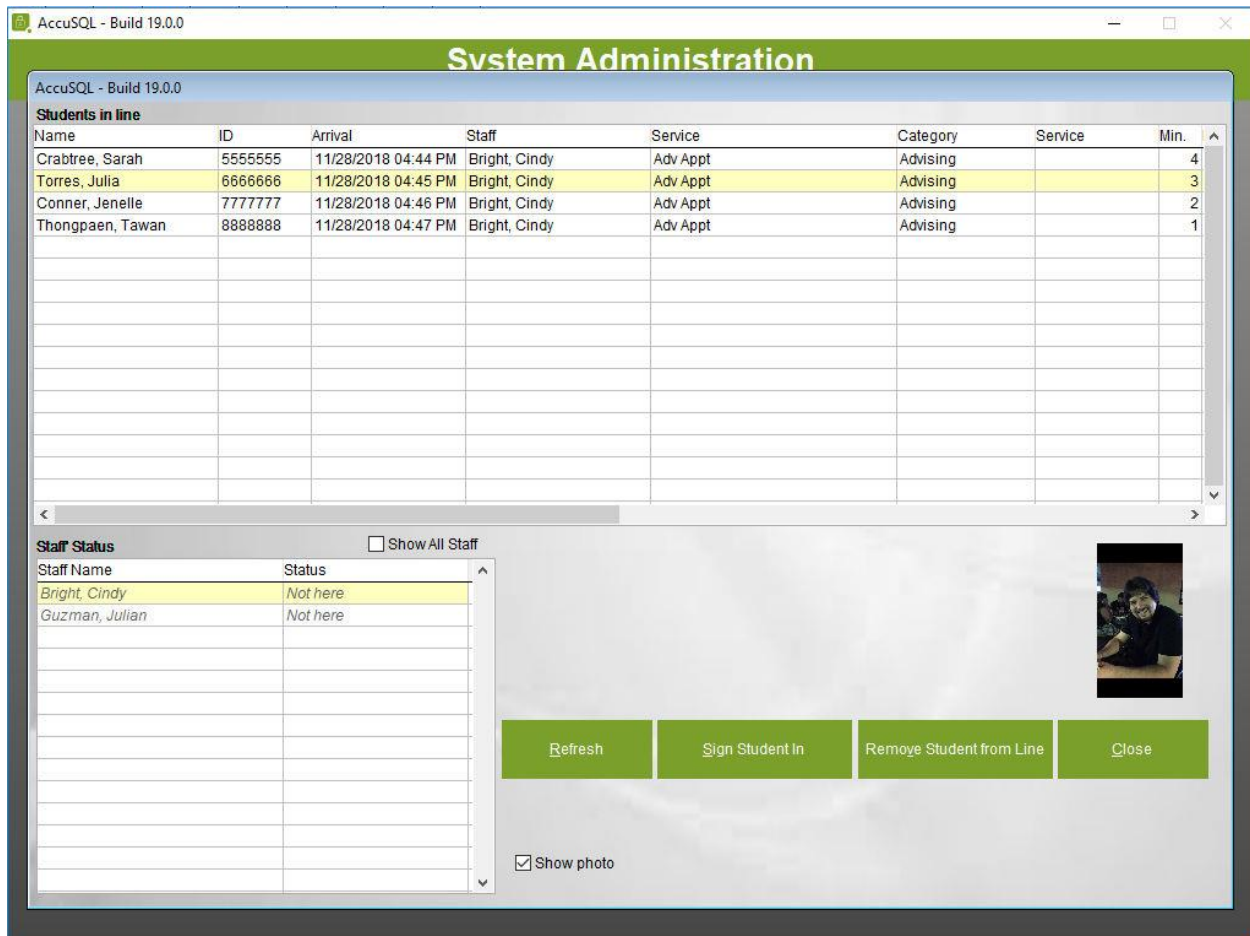 AccuSQL - Build 19.0.0
System Administration
AccuSQL - Build 19.0.0
Students in line
Name ID Arrival Staff Service Category Service Min.
Crabtree, Sarah 5555555 11/28/2018 04:44 PM Bright, Cindy Adv Appt Advising 4
Torres, Julia 6666666 11/28/2018 04:45 PM Bright, Cindy Adv Appt Advising 3
Conner, Jenelle 7777777 11/28/2018 04:46 PM Bright, Cindy Adv Appt Advising 2
Thongpaen, Tawan 8888888 11/28/2018 04:47 PM Bright, Cindy Adv Appt Advising 1
Staff Status Show All Staff
Staff Name Status
Bright, Cindy Not here
Guzman, Julian Not here
Refresh Sign Student In Remove Student from Line Close
Show photo